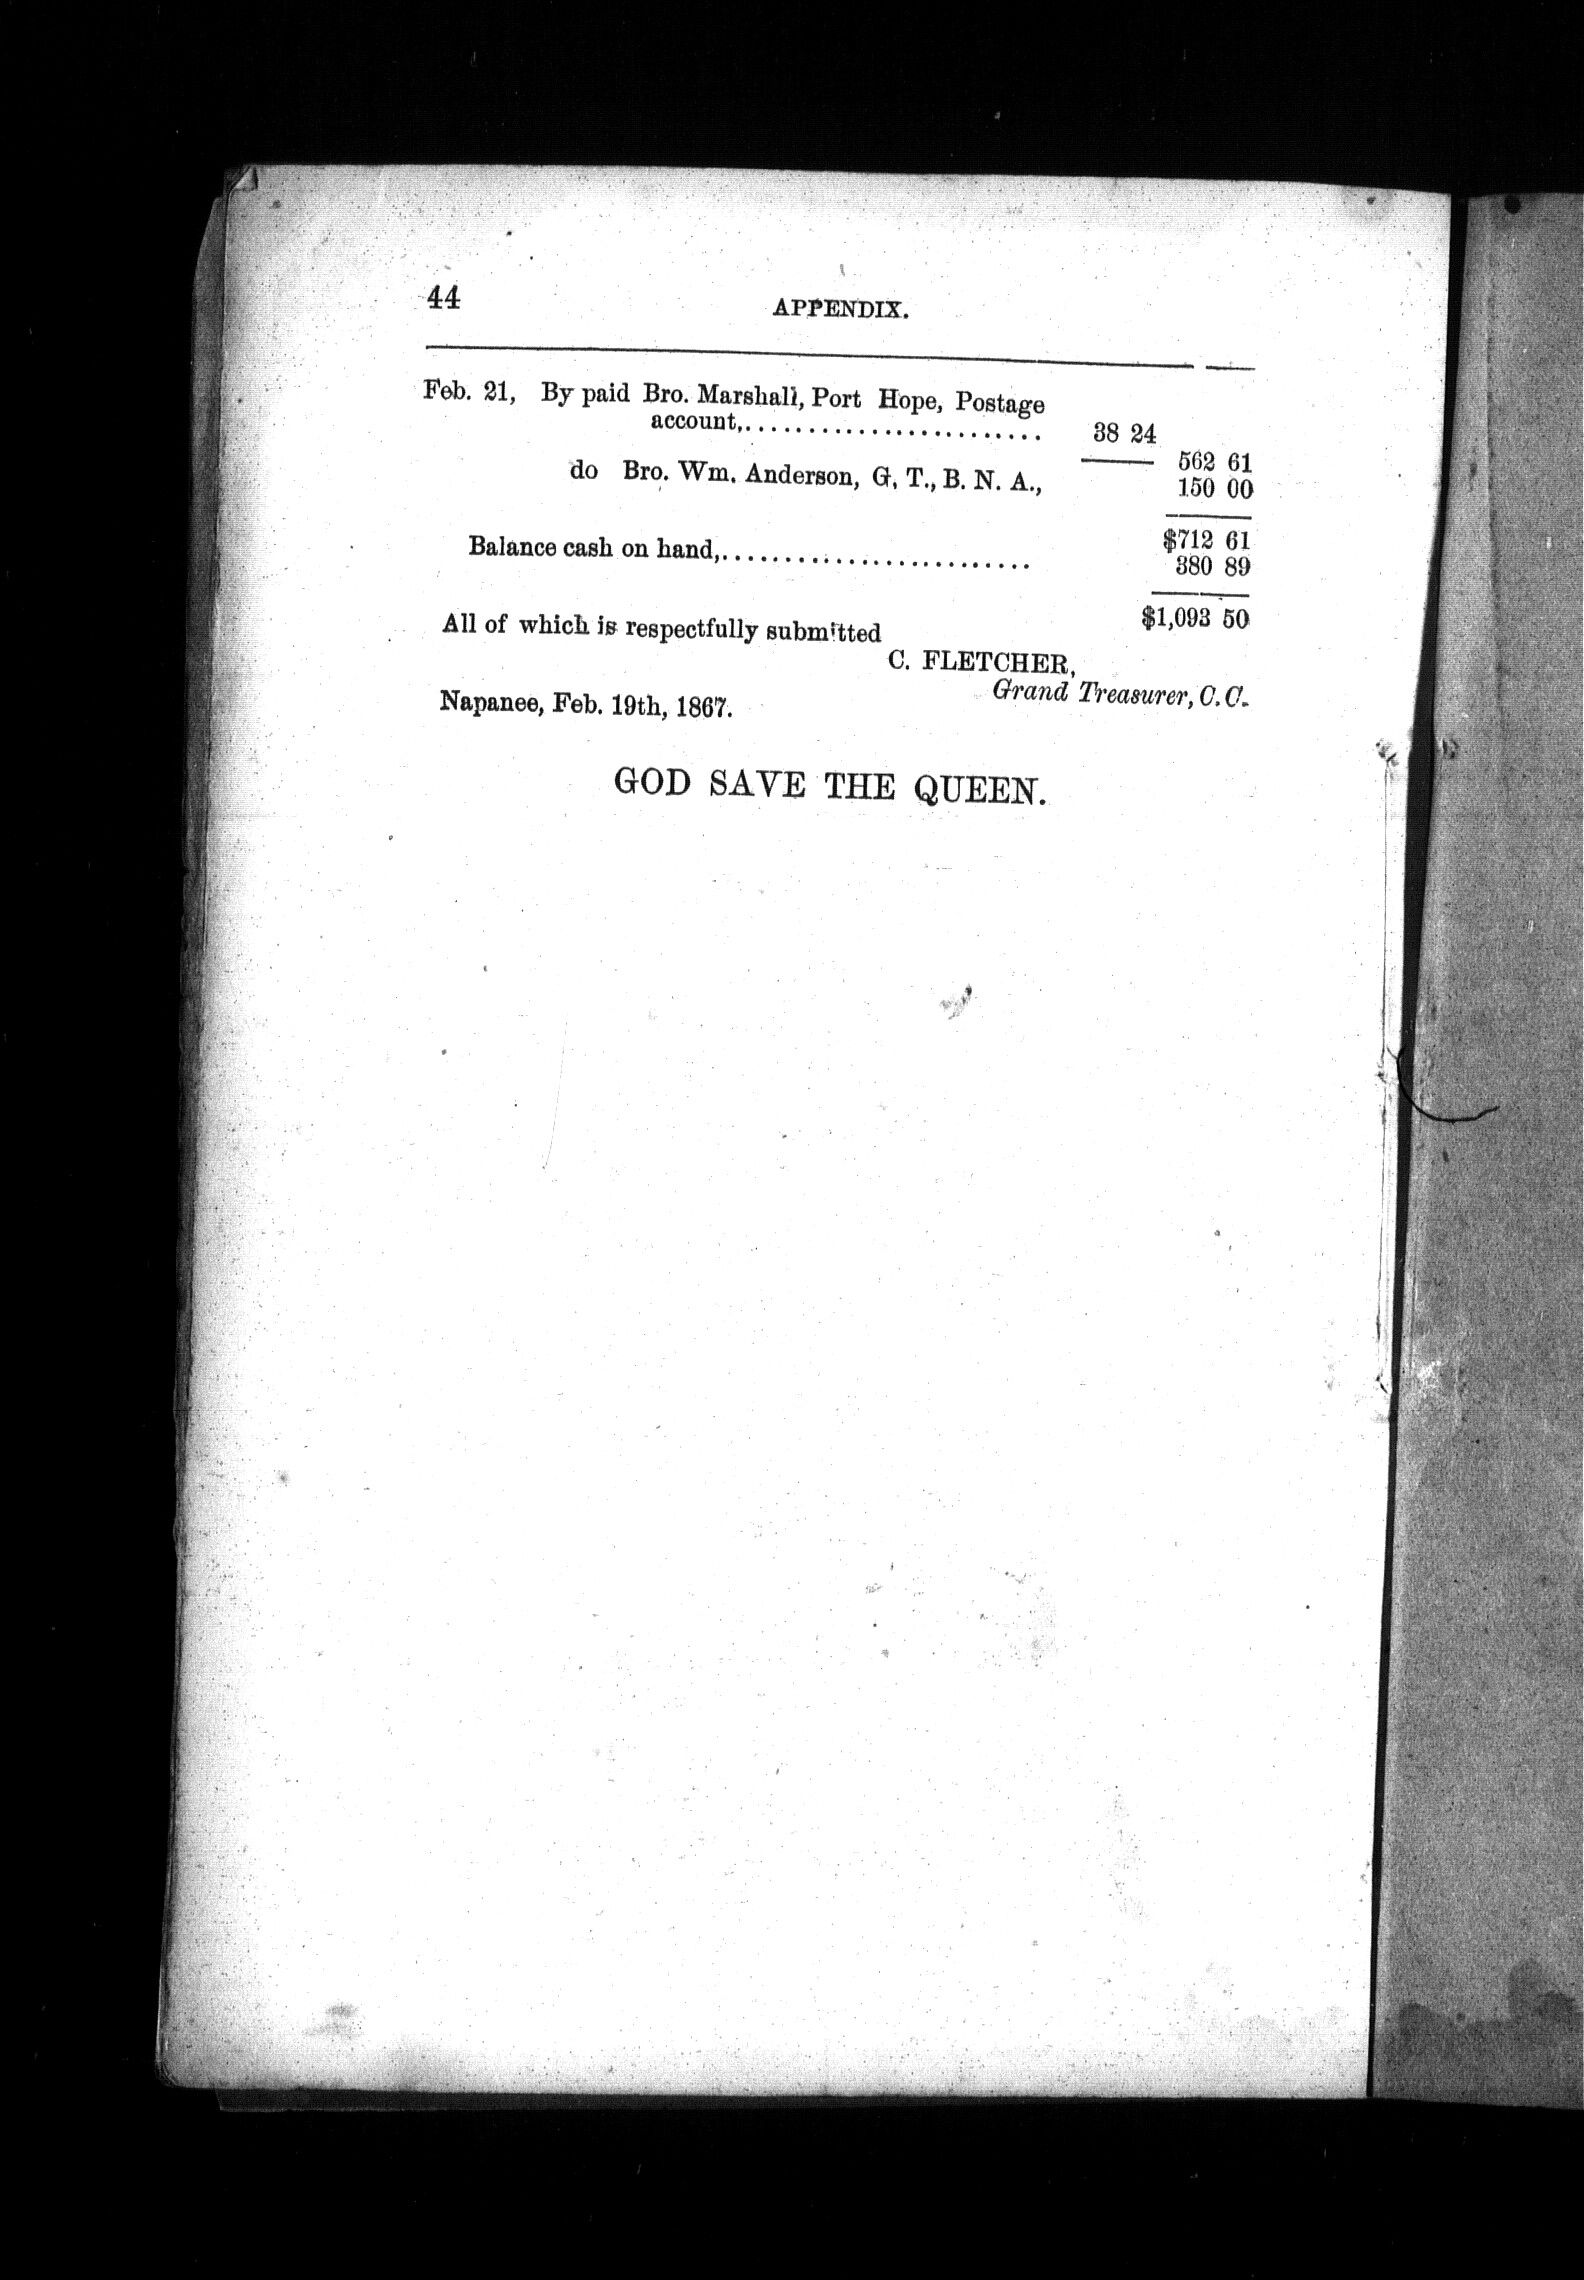 44
APPENDIX.
Feb. 21, By paid Bro. Marshall, Port Hope, Postage
account,........................ 38 24
562 61
do Bro. Wm. Anderson, G. T., B. N. A., 150 00
$712 61
Balance cash on hand,......................... 380 89
$1,093 50
All of which is respectfully submitted
C. FLETCHER,
Grand Treasurer, C. C.
Napanee, Feb. 19th, 1867.
GOD SAVE THE QUEEN.